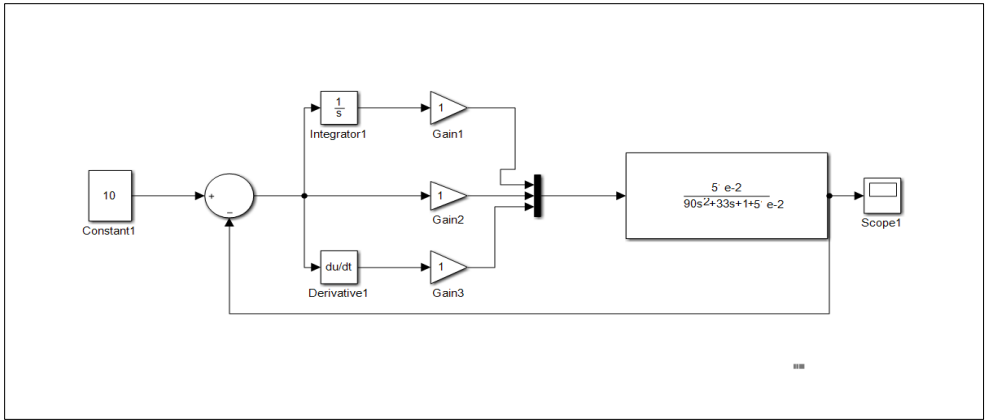 1
s
Integrator1
1
Gain1
10
Constant1
+
−
1
Gain2
du/dt
Derivative1
1
Gain3
5' e-2
90s2+33s+1+5' e-2
Scope1